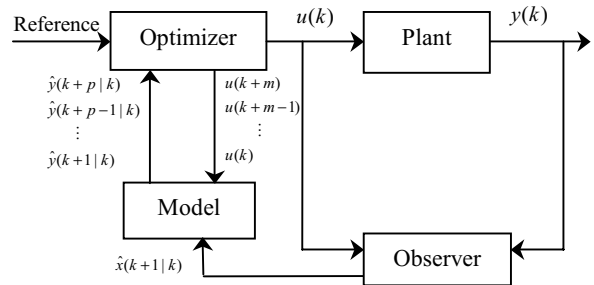 Reference
Optimizer
u(k)
Plant
y(k)
ŷ(k + p | k)
ŷ(k + p −1| k)
⋮
ŷ(k +1| k)
u(k+m)
u(k+m−1)
⋮
u(k)
Model
Observer
x̂(k+1| k)